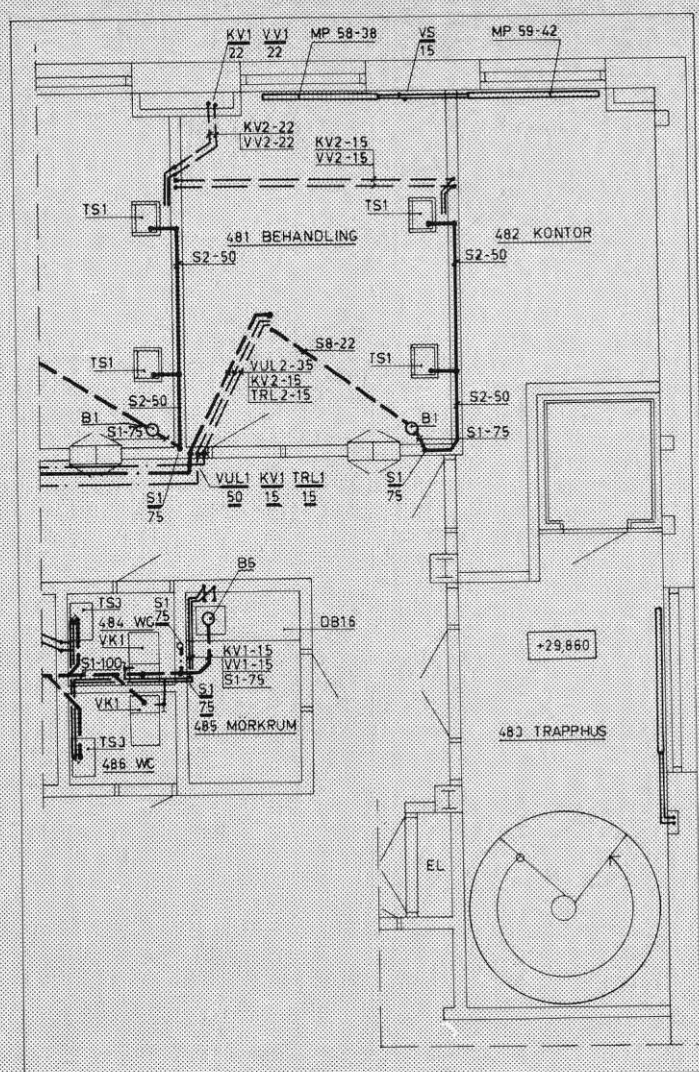 KV1 VV1 MP 58-38 VS MP 59-42
22 22 15
KV2-22
VV2-22
KV2-15
VV2-15
TS1
TS1
481 BEHANDLING
482 KONTOR
S2-50
S2-50
S8-22
TS1
TS1
VUL2-35
KV2-15
TRL2-15
S2-50
S2-50
B1
S1-75
B1
S1-75
S1
75
VUL1 KV1 TRL1
50 15 15
S1
75
B6
TS3
484 WC
S1
75
DB16
VK1
KV1-15
VV1-15
S1-75
S1-100
+29,860
VK1
S1
75
485 MÖRKRUM
483 TRAPPHUS
TS3
486 WC
EL